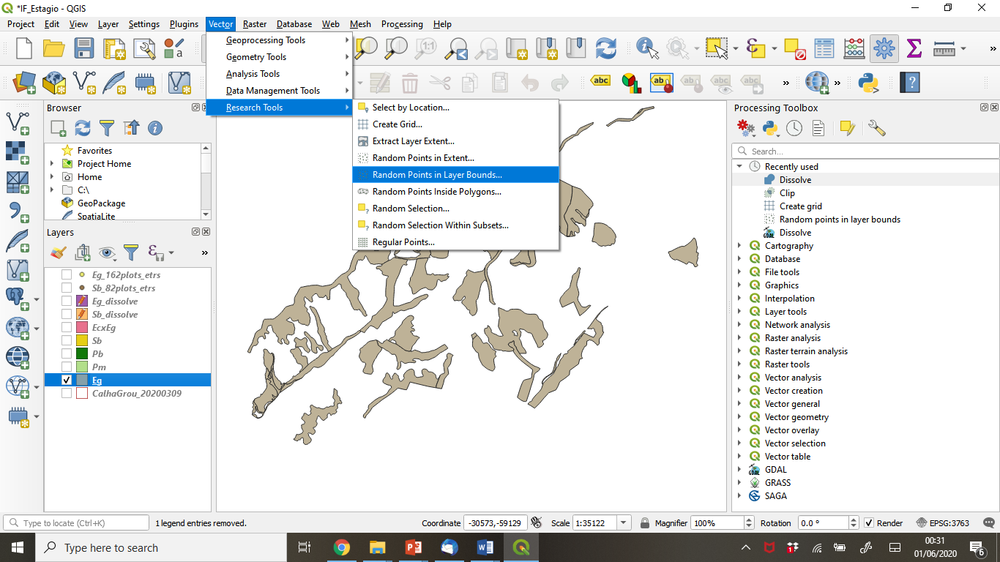 *IF_Estagio - QGIS
Project Edit View Layer Settings Plugins Vector Raster Database Web Mesh Processing Help
Geoprocessing Tools
Geometry Tools
Analysis Tools
Data Management Tools
Research Tools
Select by Location...
Create Grid...
Extract Layer Extent...
Random Points in Extent...
Random Points in Layer Bounds...
Random Points Inside Polygons...
Random Selection...
Random Selection Within Subsets...
Regular Points...
1:1
abc
ab
ab
abc
abc
»
»
»
Browser
Favorites
Project Home
Home
C:\
GeoPackage
SpatiaLite
Layers
»
Eg_162plots_etrs
Sb_82plots_etrs
Eg_dissolve
Sb_dissolve
EcxEg
Sb
Pb
Pm
Eg
CalhaGrou_20200309
Processing Toolbox
Search...
Recently used
Dissolve
Clip
Create grid
Random points in layer bounds
Dissolve
Cartography
Database
File tools
Graphics
Interpolation
Layer tools
Network analysis
Raster analysis
Raster terrain analysis
Raster tools
Vector analysis
Vector creation
Vector general
Vector geometry
Vector overlay
Vector selection
Vector table
GDAL
GRASS
SAGA
Type to locate (Ctrl+K) 1 legend entries removed. Coordinate -30573,-59129 Scale 1:35122 Magnifier 100% Rotation 0.0 ° Render EPSG:3763
Type here to search
00:31
01/06/2020
6